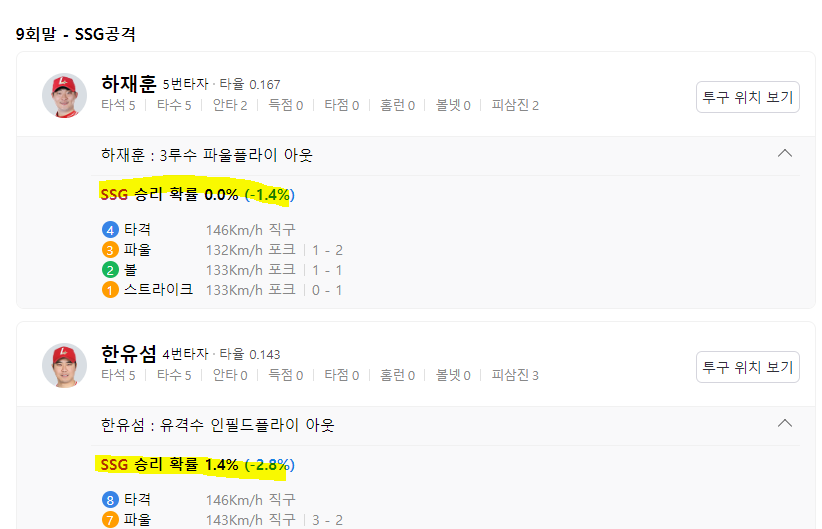 9회말 - SSG공격
하재훈 5번타자 · 타율 0.167
타석 5 | 타수 5 | 안타 2 | 득점 0 | 타점 0 | 홈런 0 | 볼넷 0 | 피삼진 2
투구 위치 보기
하재훈 : 3루수 파울플라이 아웃
SSG 승리 확률 0.0% (-1.4%)
4 타격 146Km/h 직구
3 파울 132Km/h 포크 | 1 - 2
2 볼 133Km/h 포크 | 1 - 1
1 스트라이크 133Km/h 포크 | 0 - 1
한유섬 4번타자 · 타율 0.143
타석 5 | 타수 5 | 안타 0 | 득점 0 | 타점 0 | 홈런 0 | 볼넷 0 | 피삼진 3
투구 위치 보기
한유섬 : 유격수 인필드플라이 아웃
SSG 승리 확률 1.4% (-2.8%)
8 타격 146Km/h 직구
7 파울 143Km/h 직구 | 3 - 2